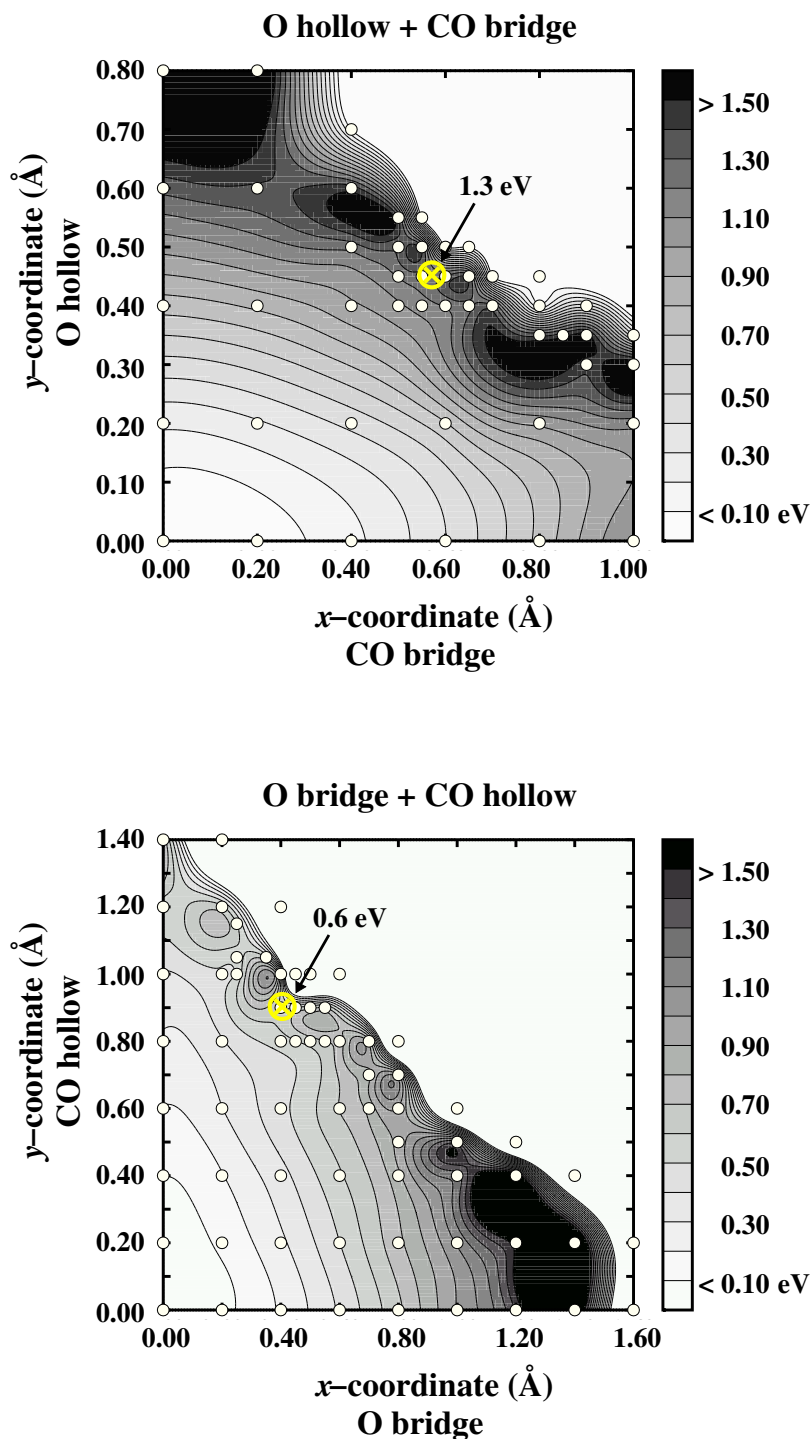 O hollow + CO bridge
0.80
0.70
0.60
0.50
0.40
0.30
0.20
0.10
0.00
y–coordinate (Å)
O hollow
1.3 eV
> 1.50
1.30
1.10
0.90
0.70
0.50
0.30
< 0.10 eV
0.00 0.20 0.40 0.60 0.80 1.00
x–coordinate (Å)
CO bridge
O bridge + CO hollow
1.40
1.20
1.00
0.80
0.60
0.40
0.20
0.00
y–coordinate (Å)
CO hollow
0.6 eV
> 1.50
1.30
1.10
0.90
0.70
0.50
0.30
< 0.10 eV
0.00 0.40 0.80 1.20 1.60
x–coordinate (Å)
O bridge